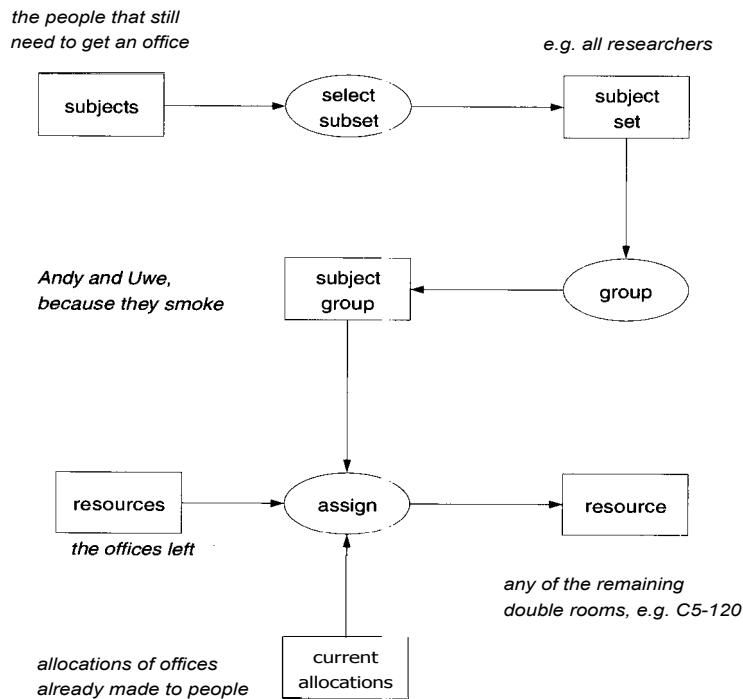 the people that still
need to get an office
e.g. all researchers
subjects
select
subset
subject
set
Andy and Uwe,
because they smoke
subject
group
group
resources
assign
resource
the offices left
any of the remaining
double rooms, e.g. C5-120
current
allocations
allocations of offices
already made to people